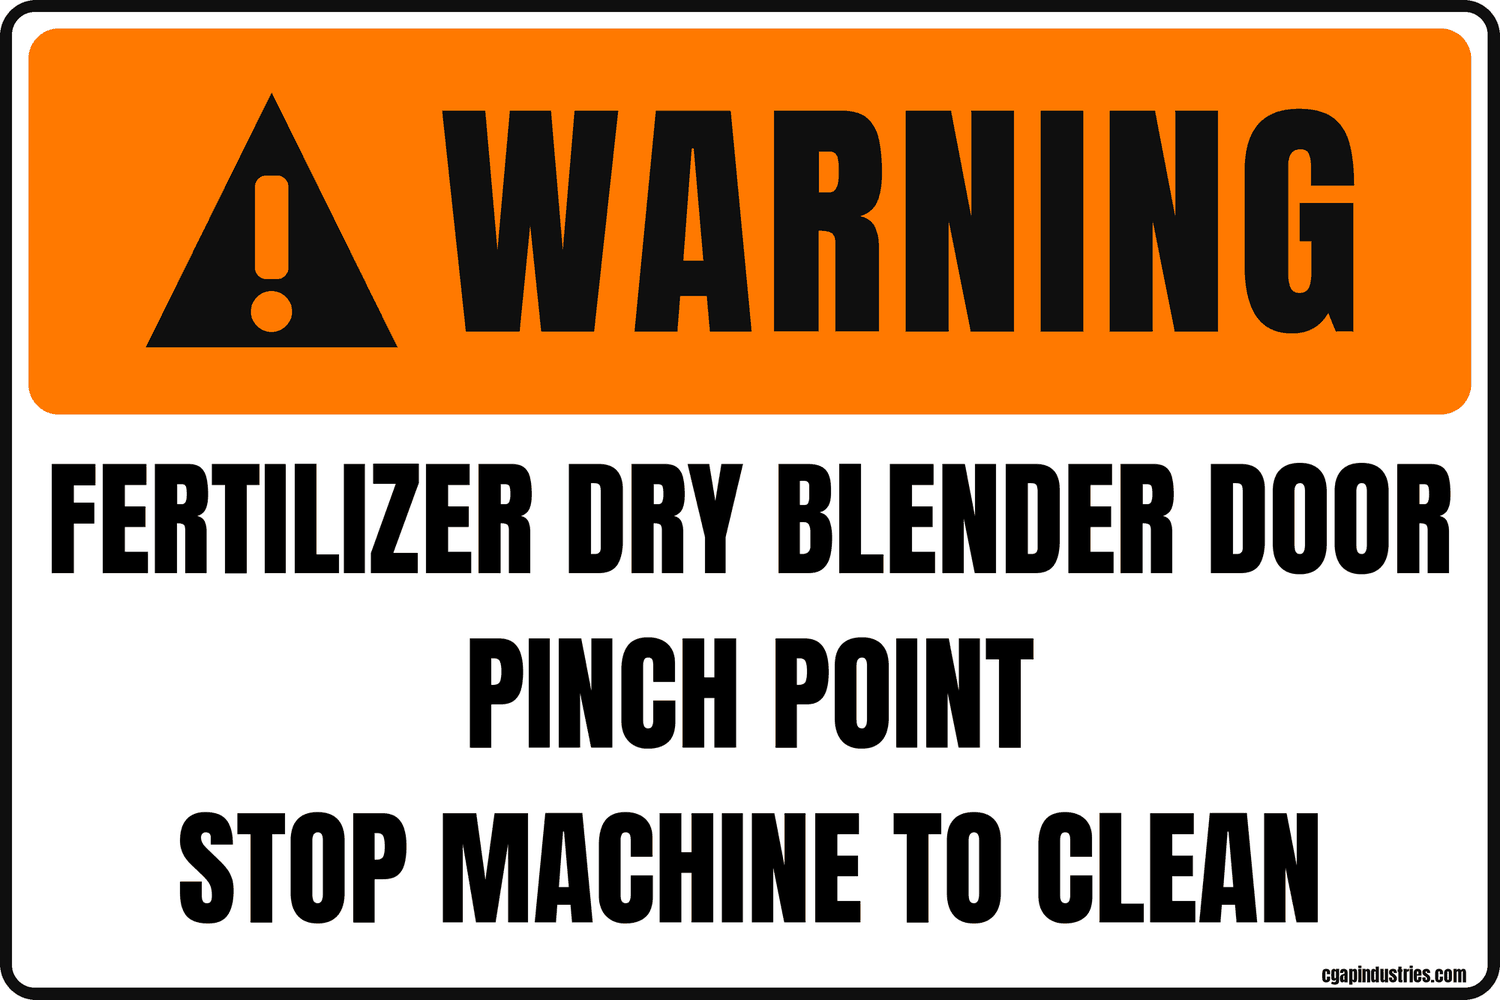 WARNING
FERTILIZER DRY BLENDER DOOR
PINCH POINT
STOP MACHINE TO CLEAN
cgapindustries.com